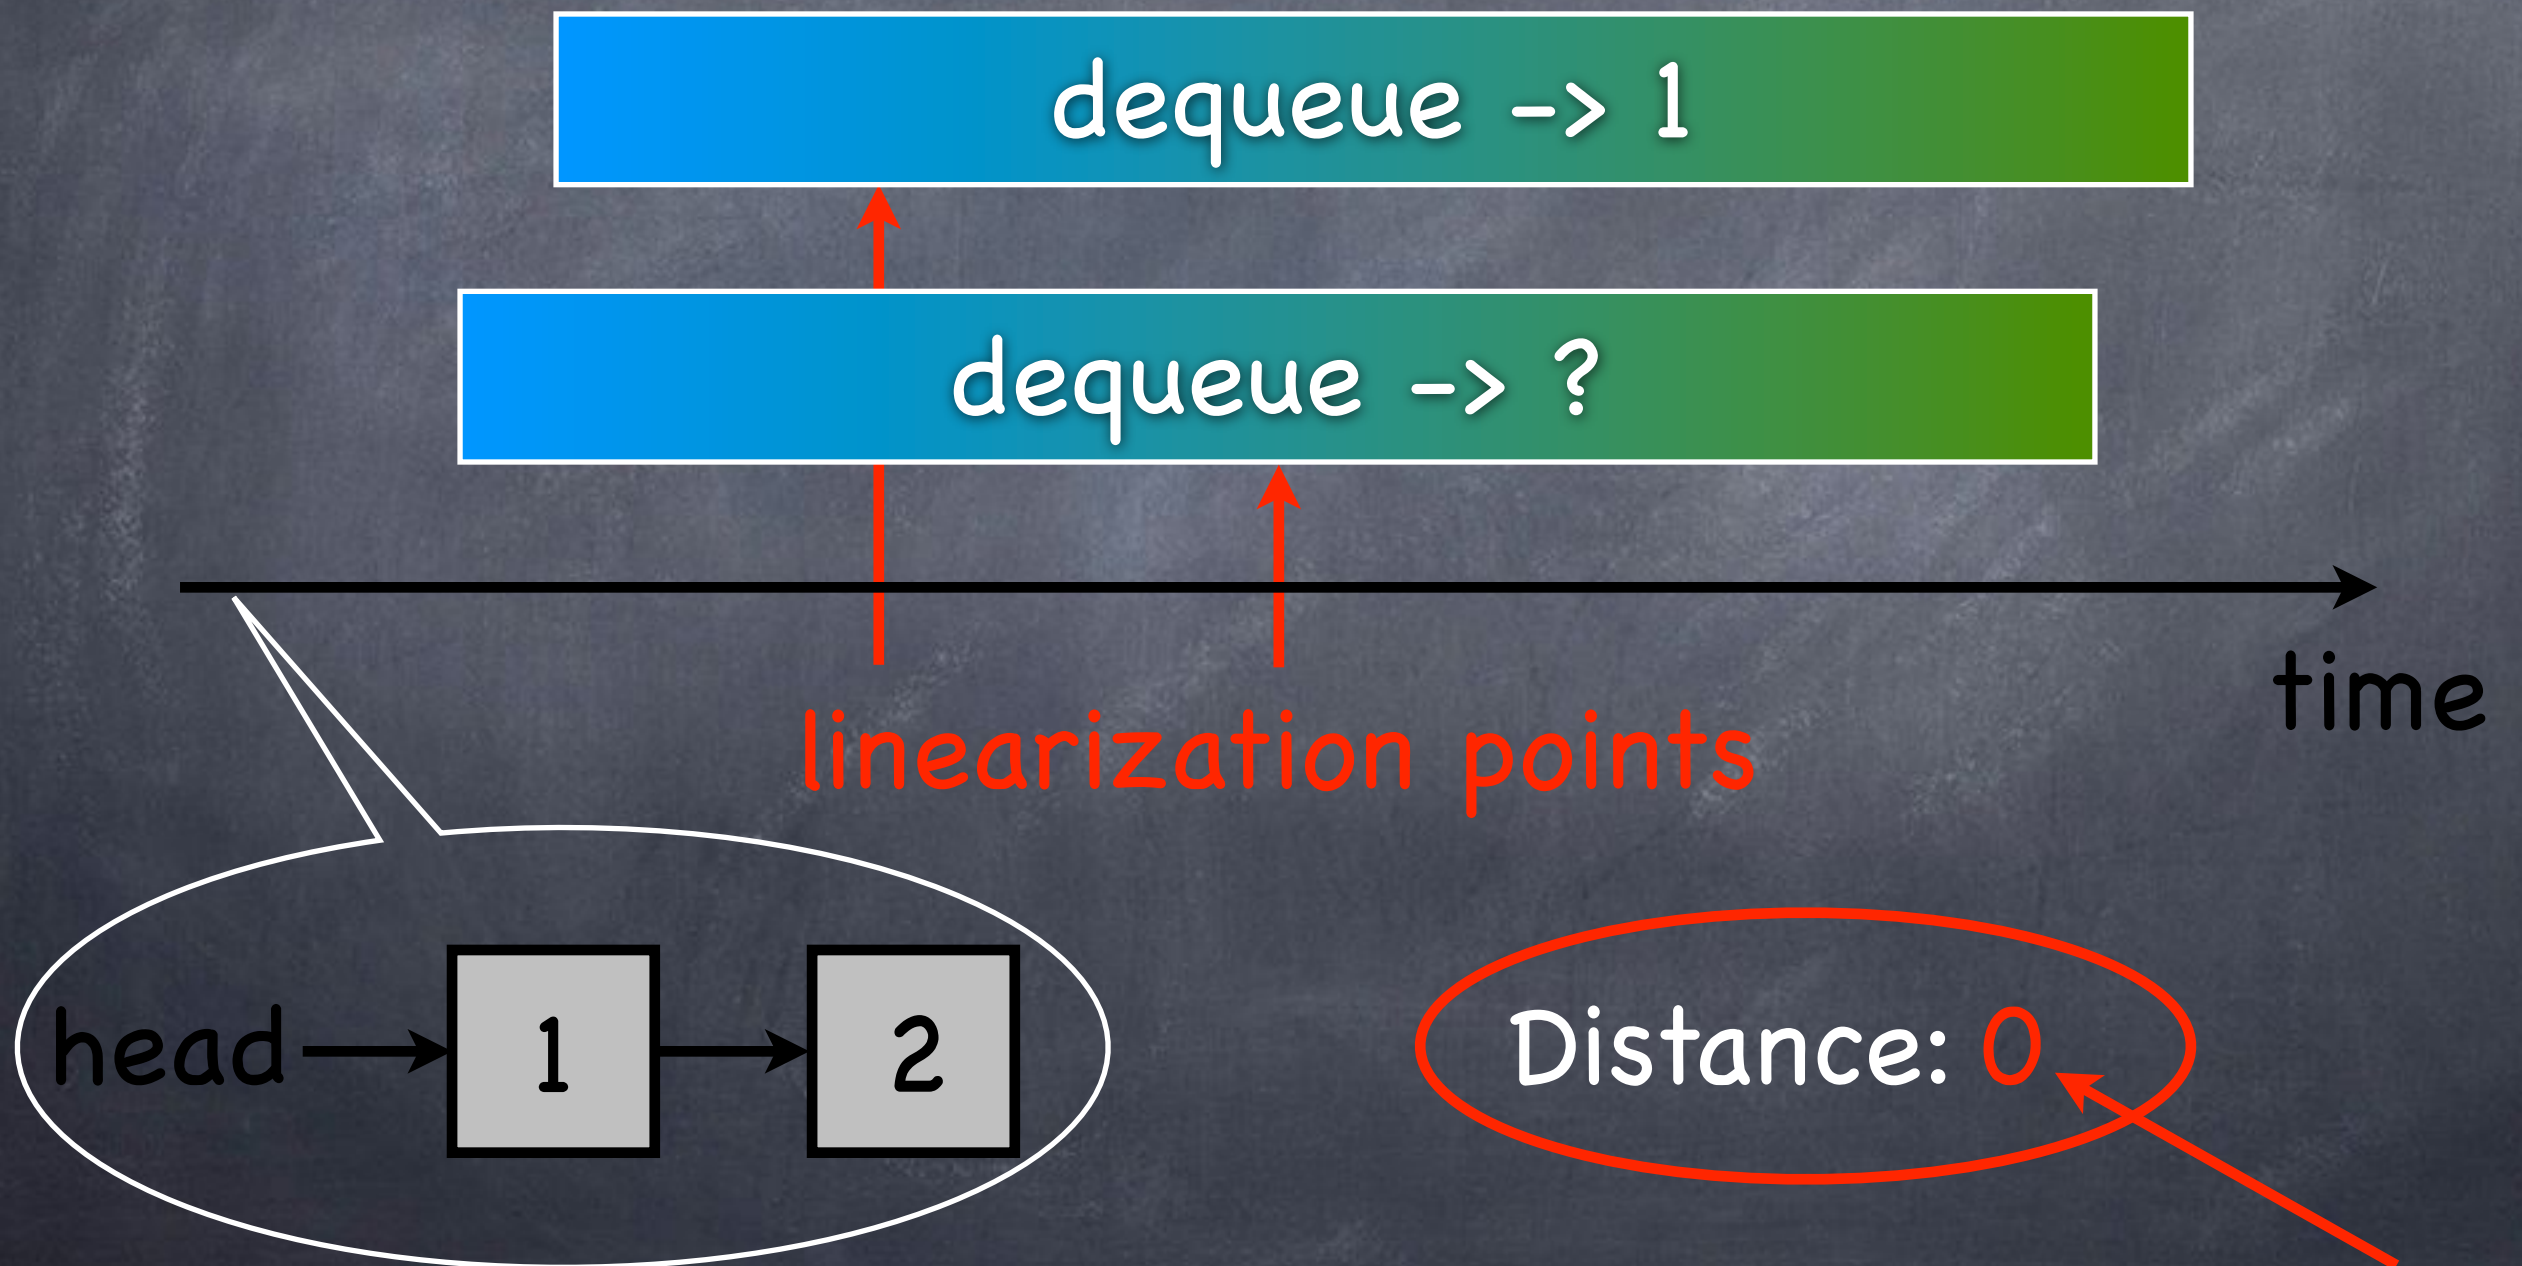 dequeue -> 1
dequeue -> ?
time
linearization points
head 1 2
Distance: 0